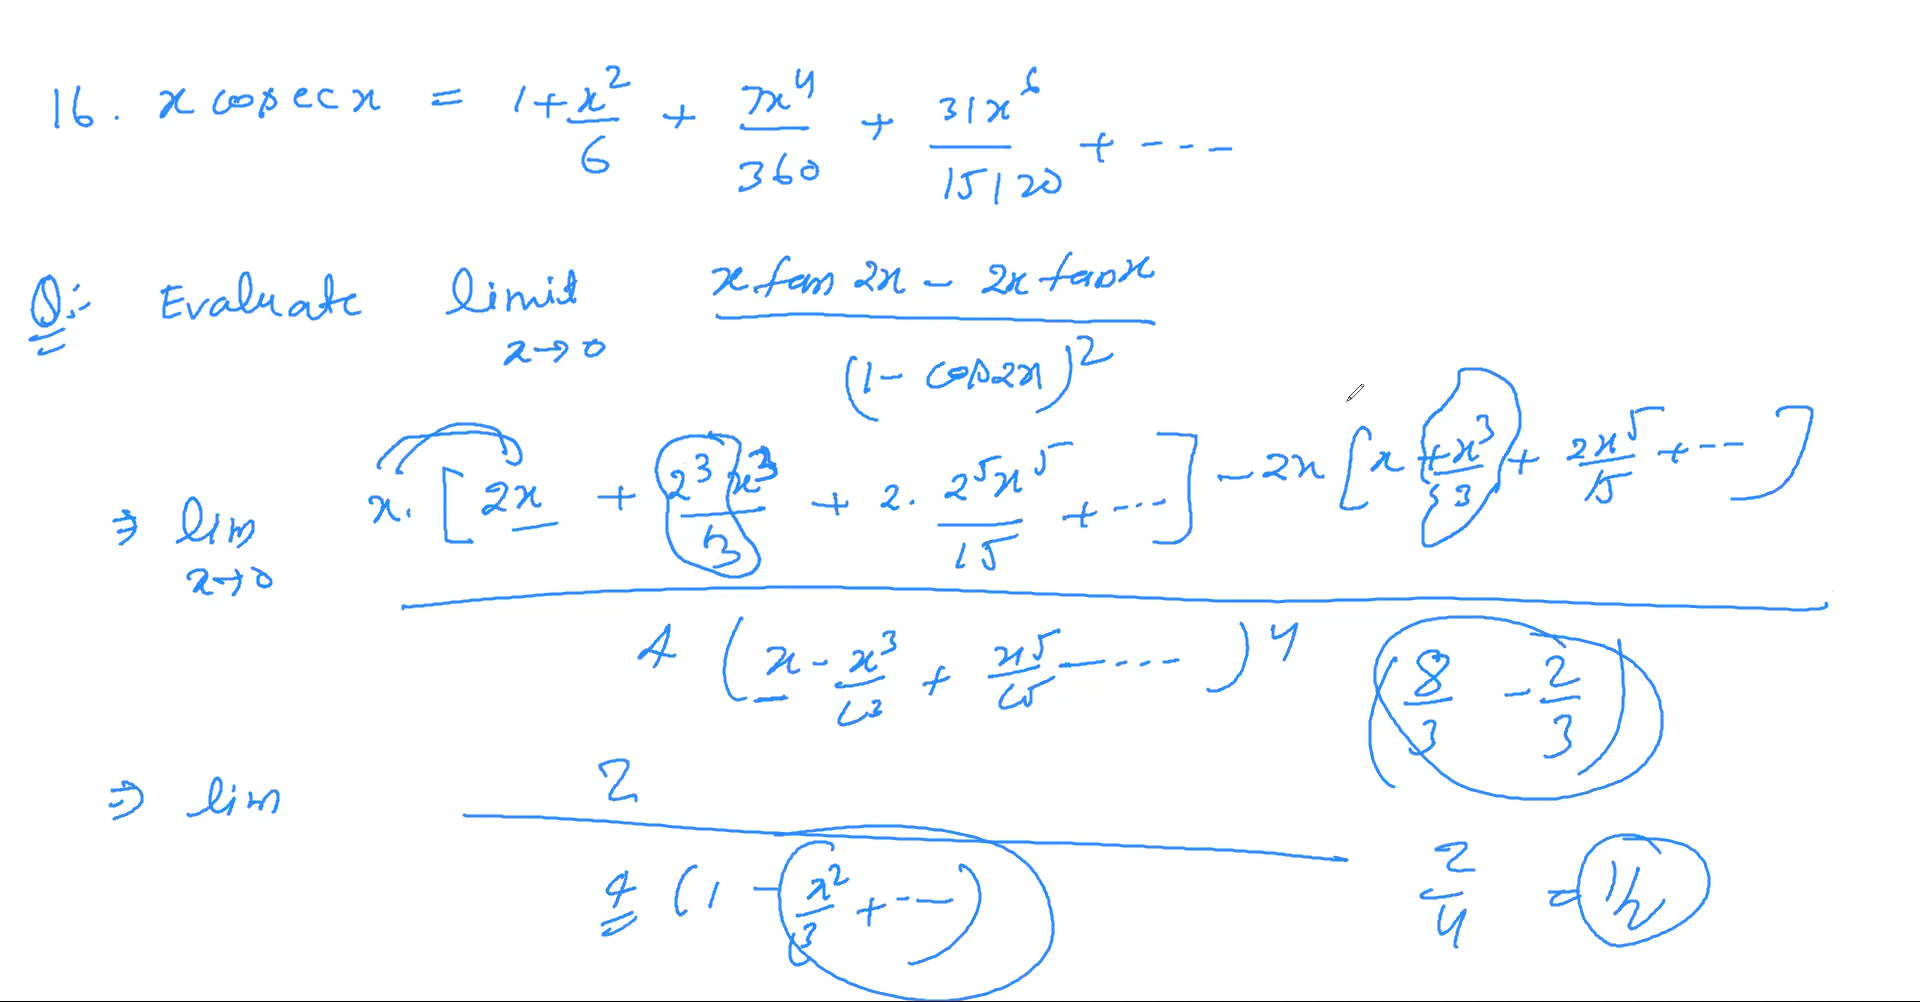 16. x cosec x = 1 + x²/6 + 7x⁴/360 + 31x⁶/15120 + ----
Q:- Evaluate limit x→0 (x tan 2x - 2x tan x)/(1 - cos 2x)²
⇒ lim x→0 (x.[2x + 2³x³/3 + 2. 2⁵x⁵/15 + ----] - 2x[x + x³/3 + 2x⁵/15 + ---])/(4(x - x³/⌊3 + x⁵/⌊5 ----)⁴)
(8/3 - 2/3)
⇒ lim 2/(4(1 - x²/⌊3 + ---))
2/4 = 1/2